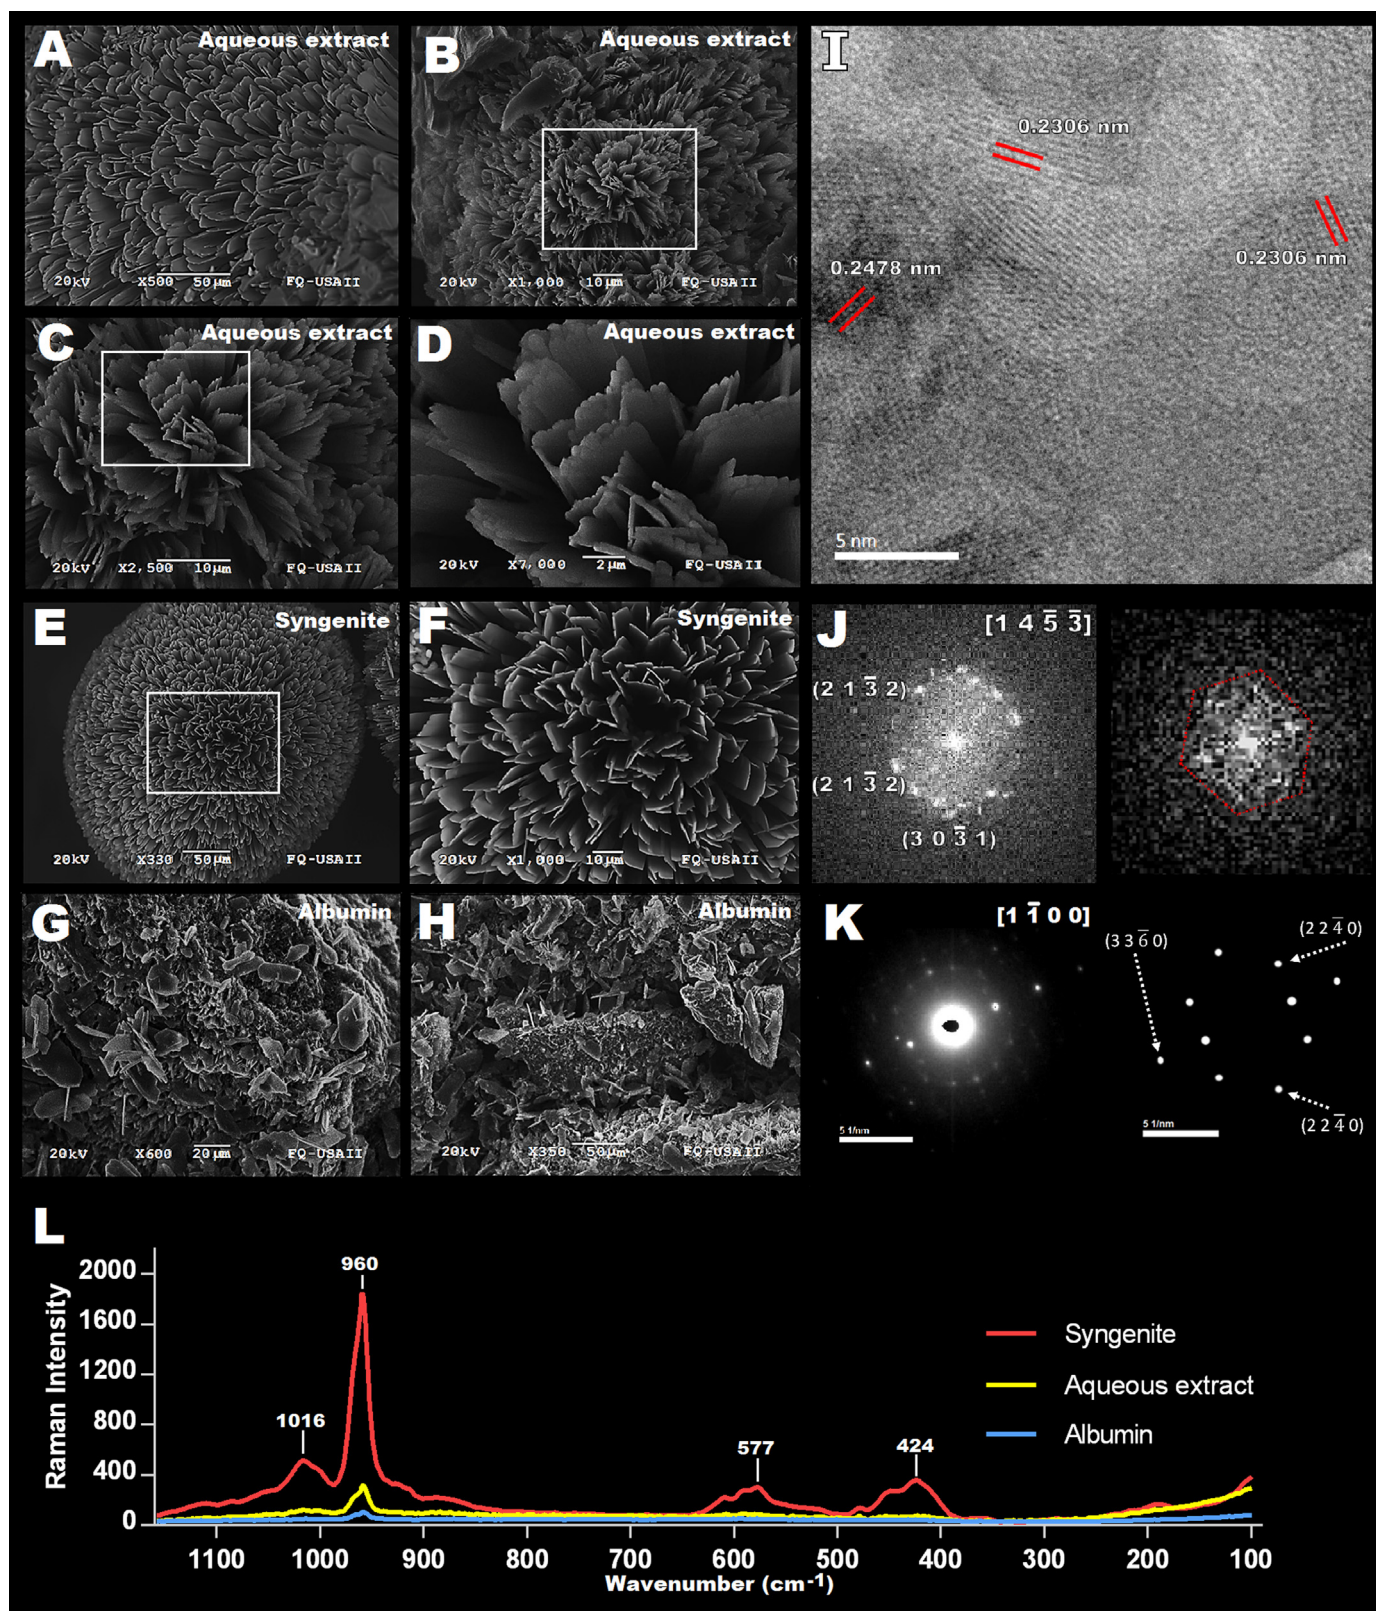 A
Aqueous extract
20kV X500 50μm FQ-USAII
B
Aqueous extract
20kV X1,000 10μm FQ-USAII
C
Aqueous extract
20kV X2,500 10μm FQ-USAII
D
Aqueous extract
20kV X7,000 2μm FQ-USAII
E
Syngenite
20kV X330 50μm FQ-USAII
F
Syngenite
20kV X1,000 10μm FQ-USAII
G
Albumin
20kV X600 20μm FQ-USAII
H
Albumin
20kV X350 50μm FQ-USAII
I
0.2306 nm
0.2478 nm
0.2306 nm
5 nm
J
[1 4 5̅ 3̅]
(2 1 3̅ 2)
(2 1 3̅ 2)
(3 0 3̅ 1)
K
[1 1̅ 0 0]
5 1/nm
(3 3 6̅ 0)
(2 2 4̅ 0)
(2 2 4̅ 0)
5 1/nm
L
Raman Intensity
2000
1600
1200
800
400
0
1016
960
577
424
Syngenite
Aqueous extract
Albumin
1100 1000 900 800 700 600 500 400 300 200 100
Wavenumber (cm⁻¹)